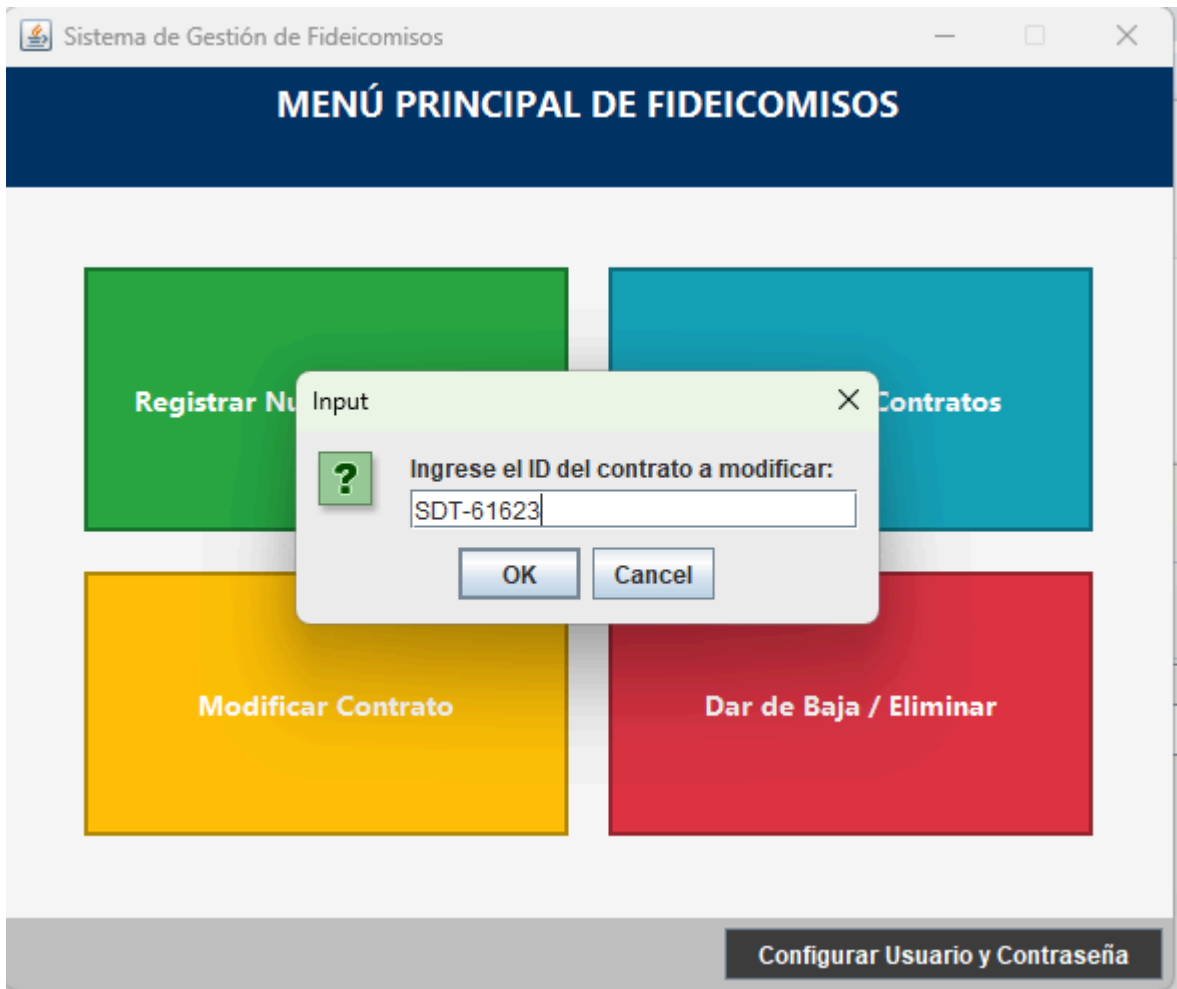 Sistema de Gestión de Fideicomisos
MENÚ PRINCIPAL DE FIDEICOMISOS
Registrar
Contratos
Input
Ingrese el ID del contrato a modificar:
SDT-61623
OK Cancel
Modificar Contrato
Dar de Baja / Eliminar
Configurar Usuario y Contraseña